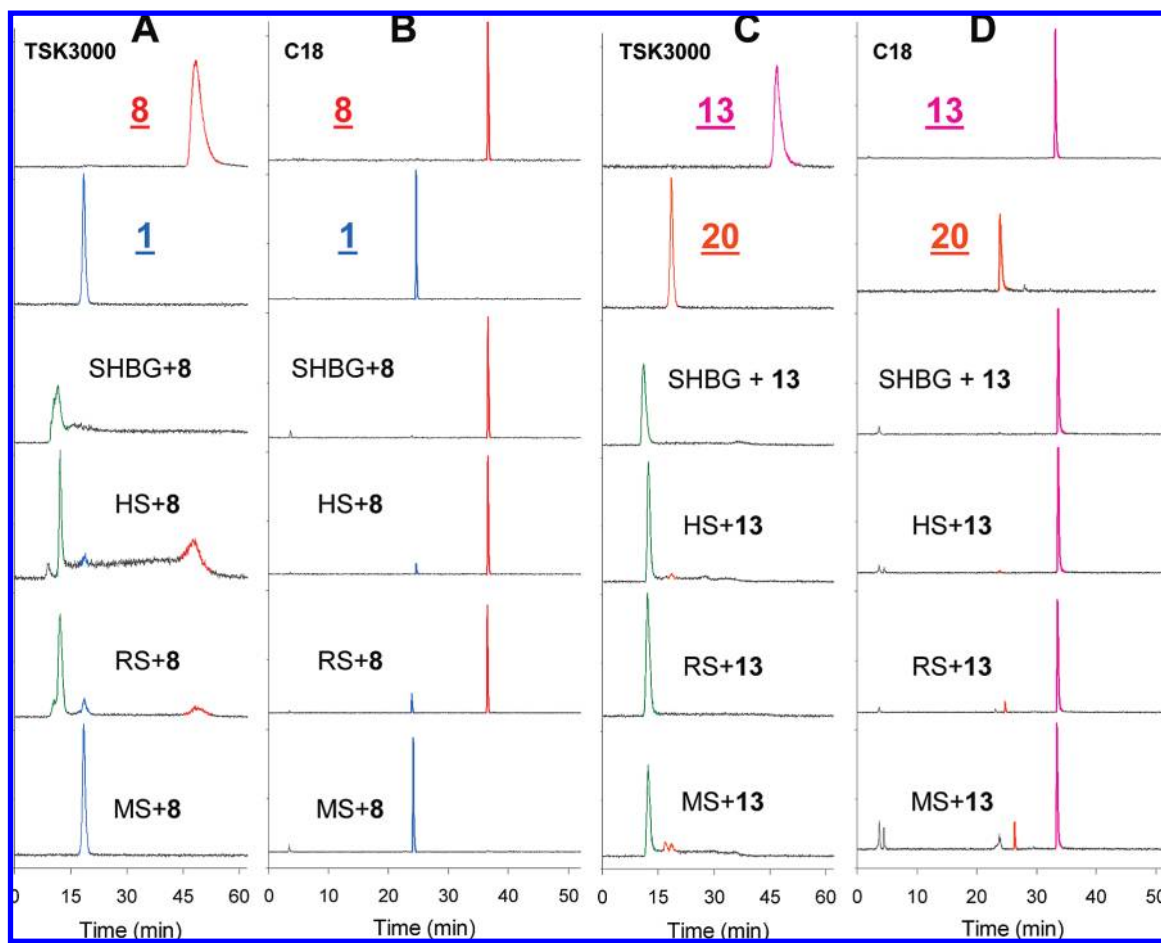 A B C D
TSK3000 C18 TSK3000 C18
8 8 13 13
1 1 20 20
SHBG+8 SHBG+8 SHBG + 13 SHBG + 13
HS+8 HS+8 HS+13 HS+13
RS+8 RS+8 RS+13 RS+13
MS+8 MS+8 MS+13 MS+13
0 15 30 45 60 0 10 20 30 40 50 0 15 30 45 60 0 10 20 30 40 50
Time (min) Time (min) Time (min) Time (min)